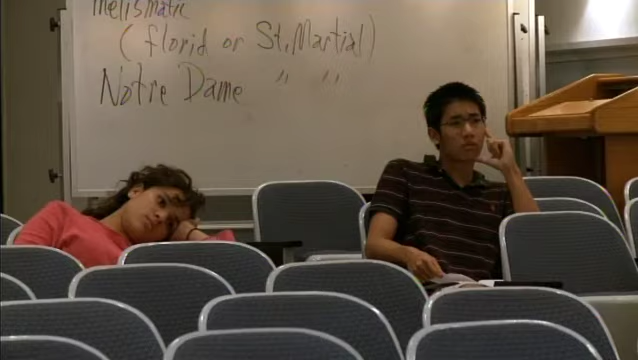 melismatic
(florid or St. Martial)
Notre Dame " "